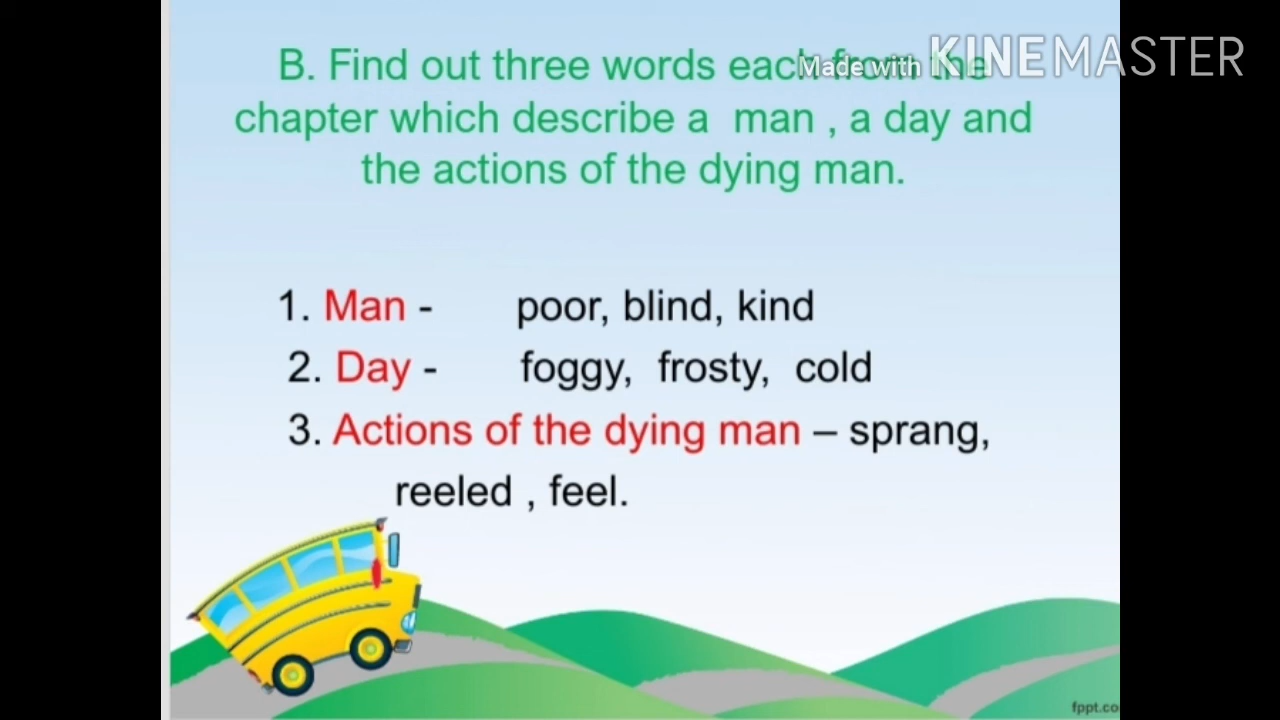 B. Find out three words each from the
Made with KINEMASTER
chapter which describe a man , a day and
the actions of the dying man.
1. Man - poor, blind, kind
2. Day - foggy, frosty, cold
3. Actions of the dying man – sprang,
reeled , feel.
fppt.co